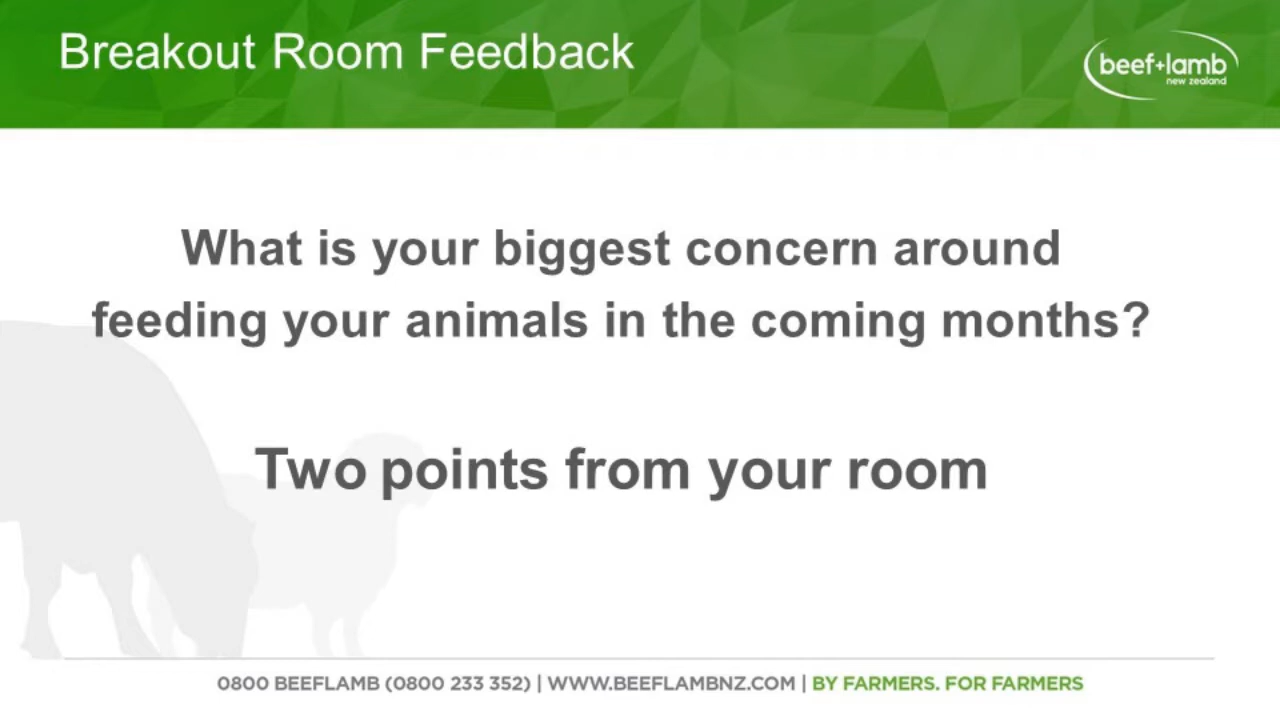 Breakout Room Feedback
beef+lamb
new zealand
What is your biggest concern around
feeding your animals in the coming months?
Two points from your room
0800 BEEFLAMB (0800 233 352) | WWW.BEEFLAMBNZ.COM | BY FARMERS. FOR FARMERS